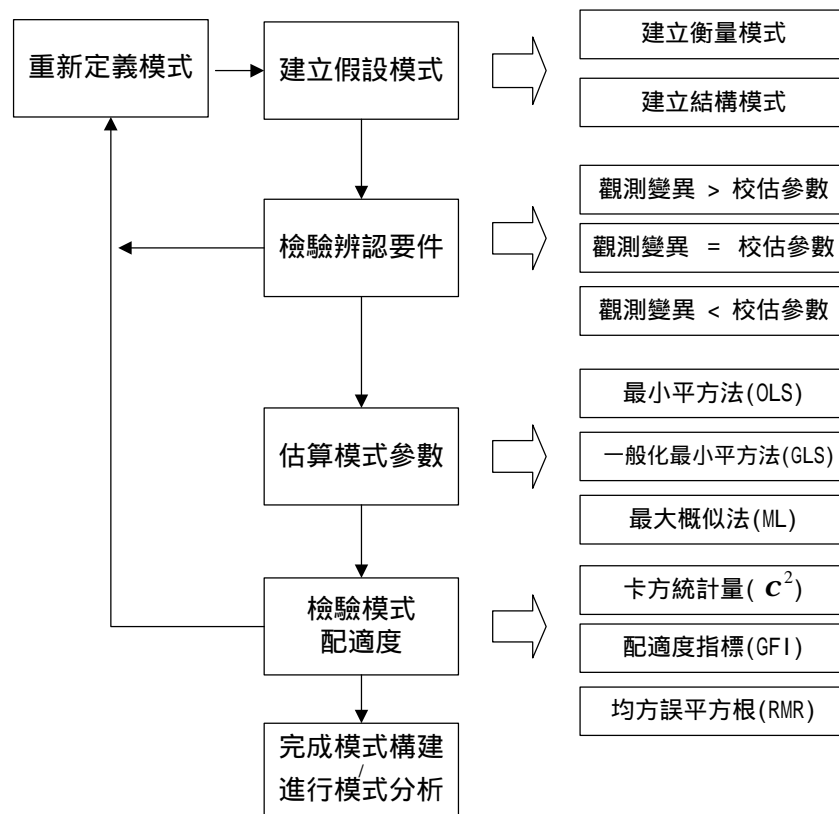 重新定義模式
建立假設模式
建立衡量模式
建立結構模式
檢驗辨認要件
觀測變異 > 校估參數
觀測變異 = 校估參數
觀測變異 < 校估參數
估算模式參數
最小平方法(OLS)
一般化最小平方法(GLS)
最大概似法(ML)
檢驗模式
配適度
卡方統計量( c²)
配適度指標(GFI)
均方誤平方根(RMR)
完成模式構建
/
進行模式分析